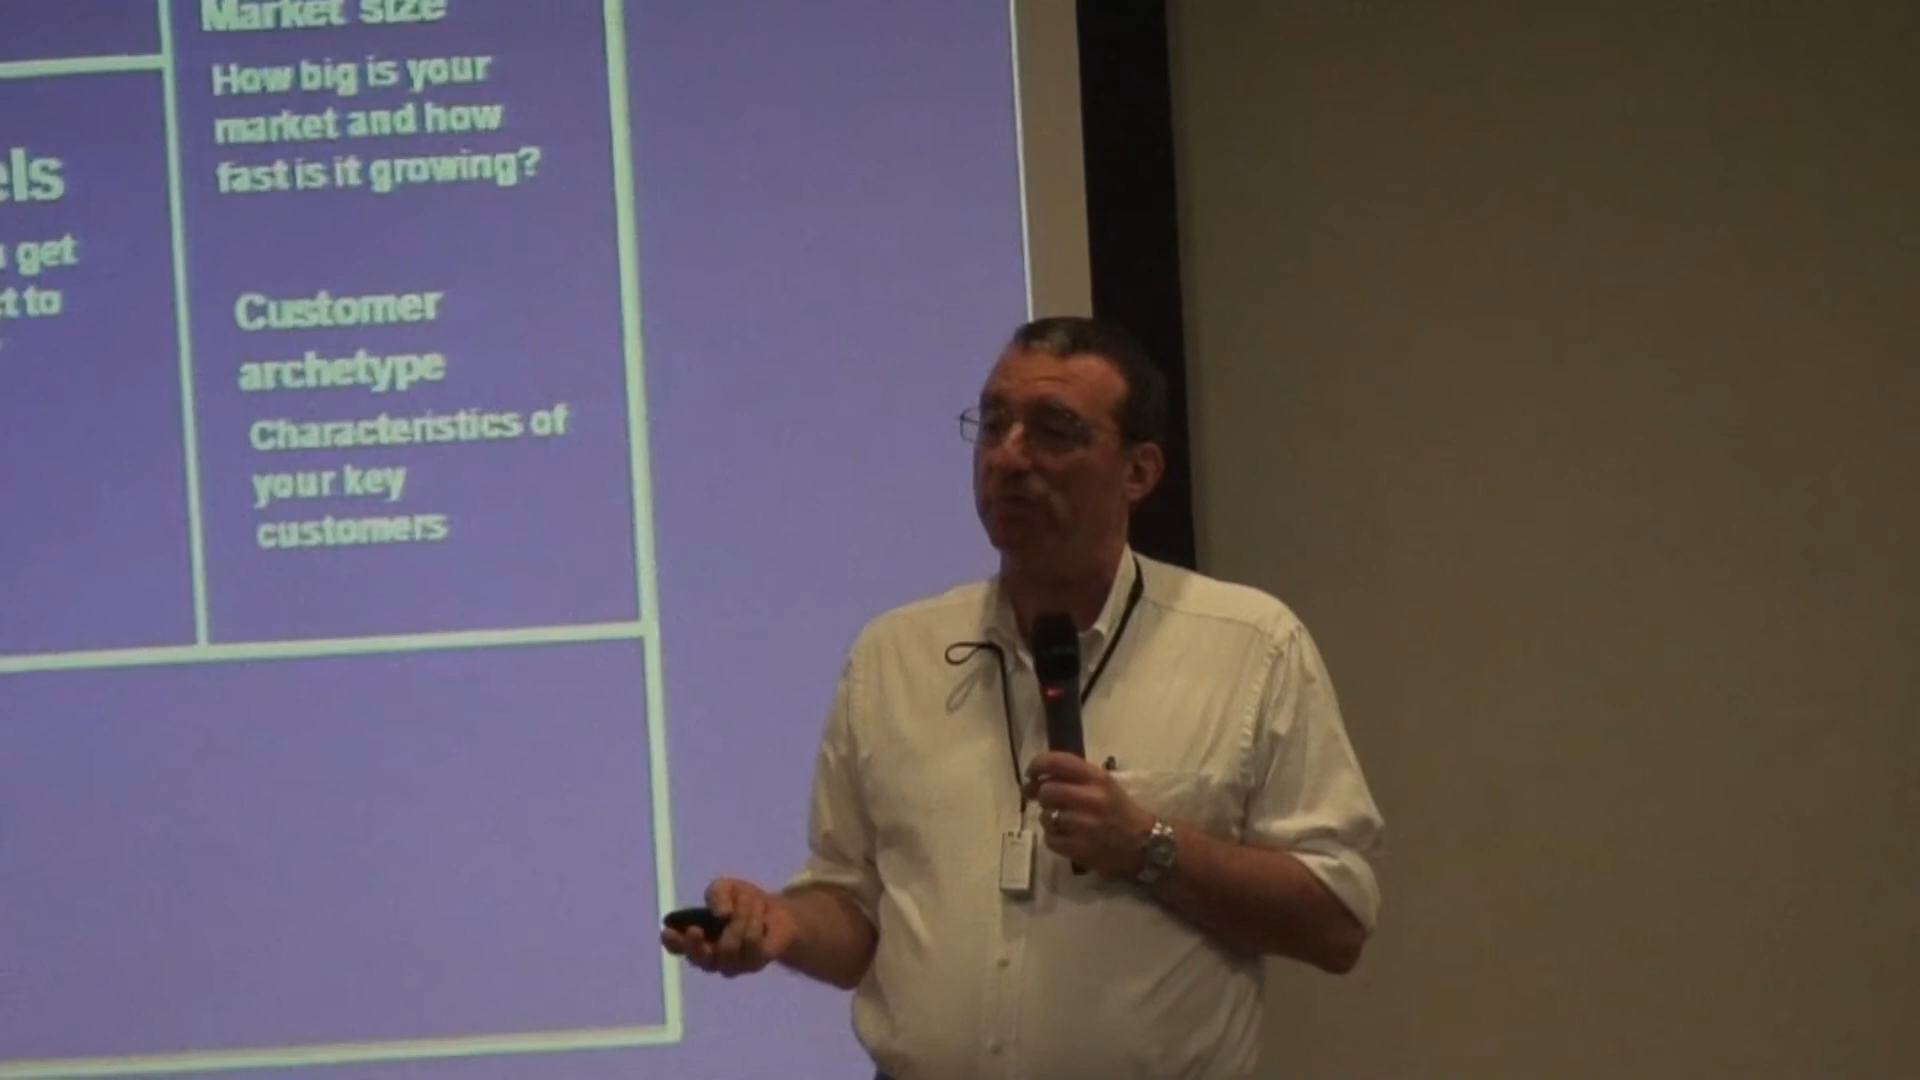 els
get
t to
Market size
How big is your
market and how
fast is it growing?
Customer
archetype
Characteristics of
your key
customers